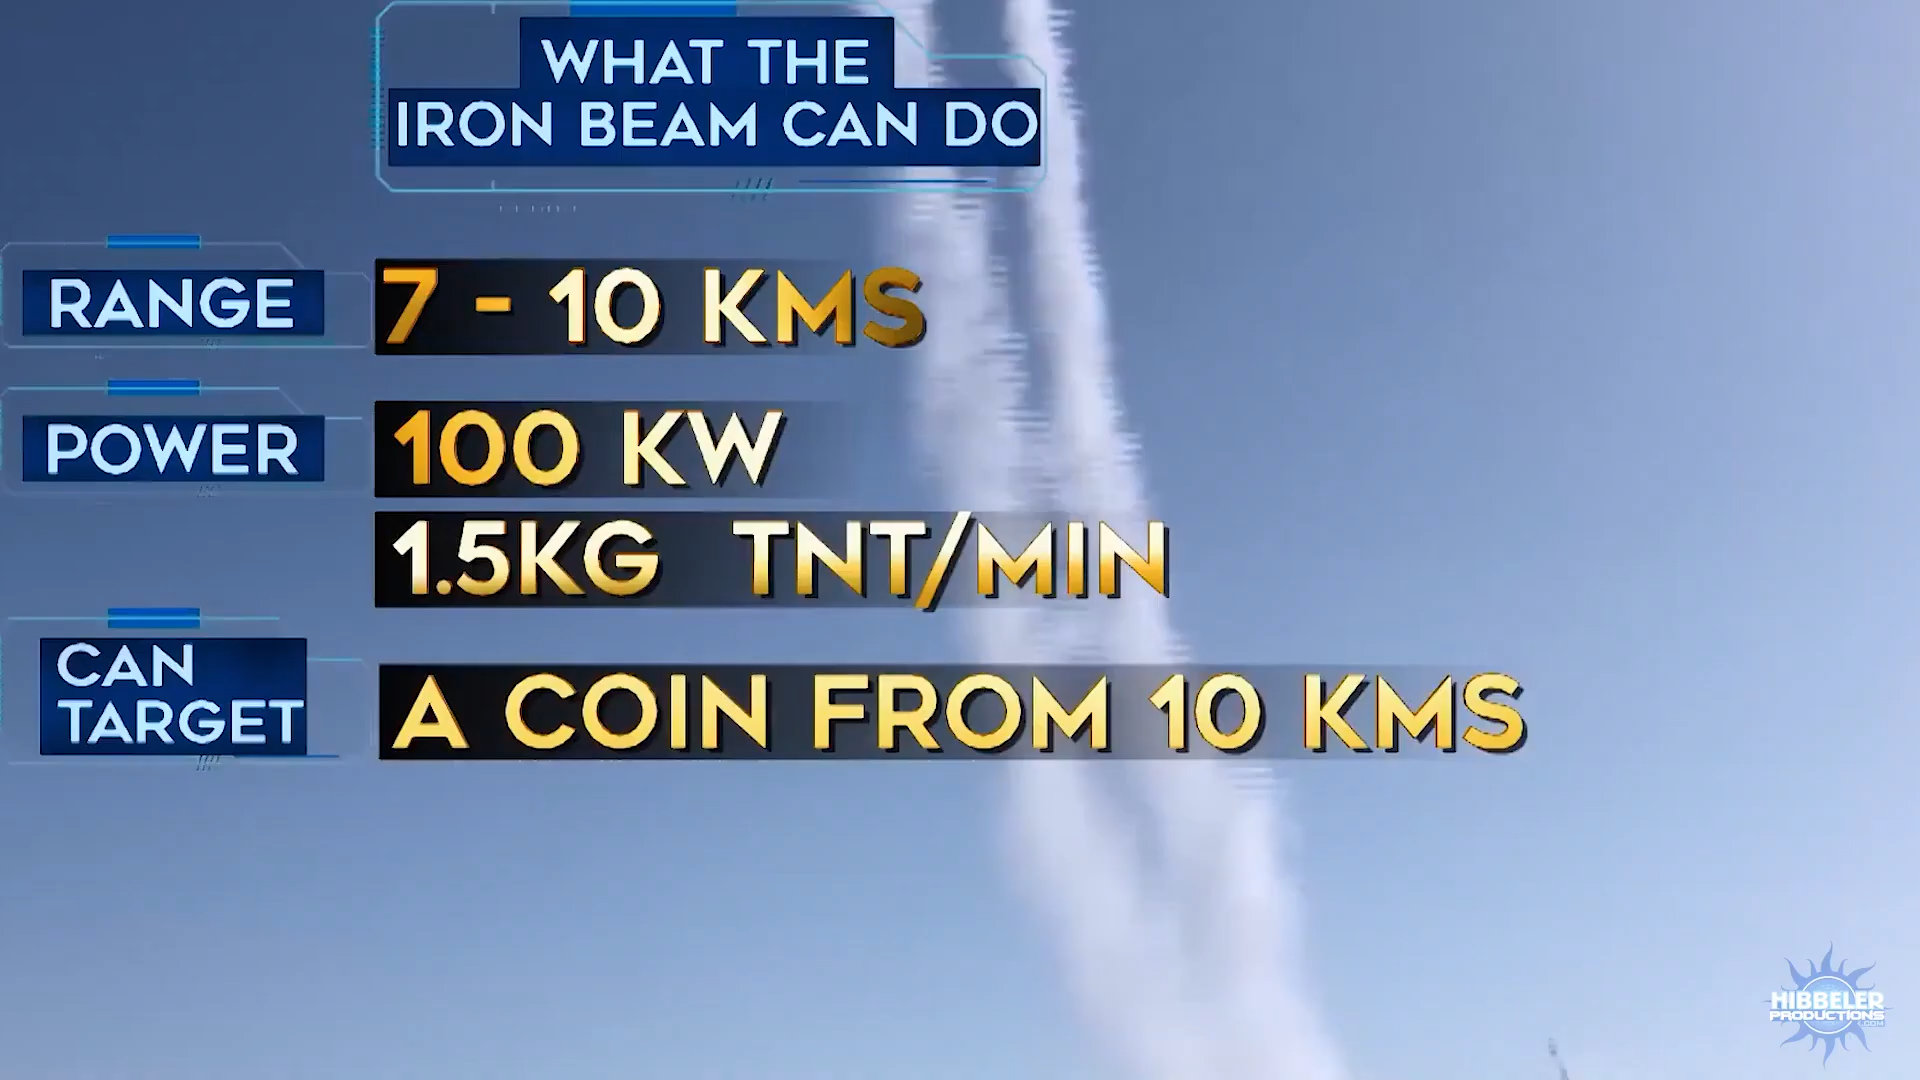 WHAT THE
IRON BEAM CAN DO
RANGE
7 - 10 KMS
POWER
100 KW
1.5KG TNT/MIN
CAN
TARGET
A COIN FROM 10 KMS
HIBBELER
PRODUCTIONS
.COM